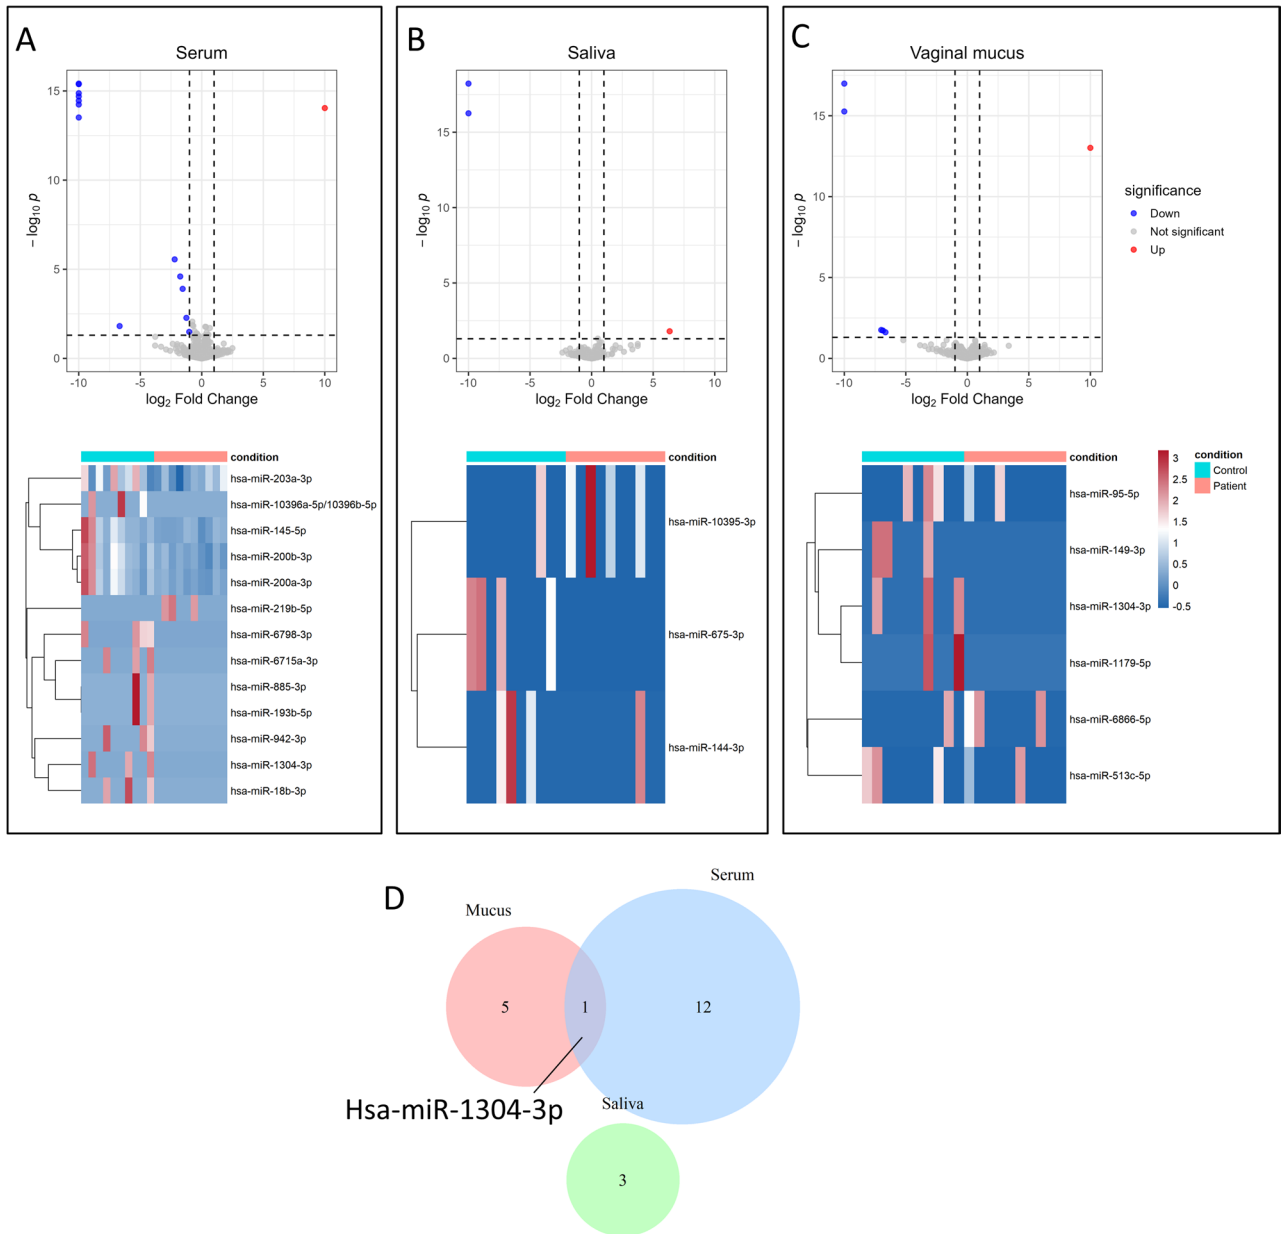 A
Serum
15
10
5
0
-10
-5
0
5
10
− log10 p
log2 Fold Change
condition
hsa-miR-203a-3p
hsa-miR-10396a-5p/10396b-5p
hsa-miR-145-5p
hsa-miR-200b-3p
hsa-miR-200a-3p
hsa-miR-219b-5p
hsa-miR-6798-3p
hsa-miR-6715a-3p
hsa-miR-885-3p
hsa-miR-193b-5p
hsa-miR-942-3p
hsa-miR-1304-3p
hsa-miR-18b-3p
B
Saliva
15
10
5
0
-10
-5
0
5
10
− log10 p
log2 Fold Change
condition
hsa-miR-10395-3p
hsa-miR-675-3p
hsa-miR-144-3p
C
Vaginal mucus
15
10
5
0
-10
-5
0
5
10
− log10 p
log2 Fold Change
significance
Down
Not significant
Up
condition
hsa-miR-95-5p
hsa-miR-149-3p
hsa-miR-1304-3p
hsa-miR-1179-5p
hsa-miR-6866-5p
hsa-miR-513c-5p
3
2.5
2
1.5
1
0.5
0
-0.5
condition
Control
Patient
D
Serum
Mucus
5
1
12
Hsa-miR-1304-3p
Saliva
3